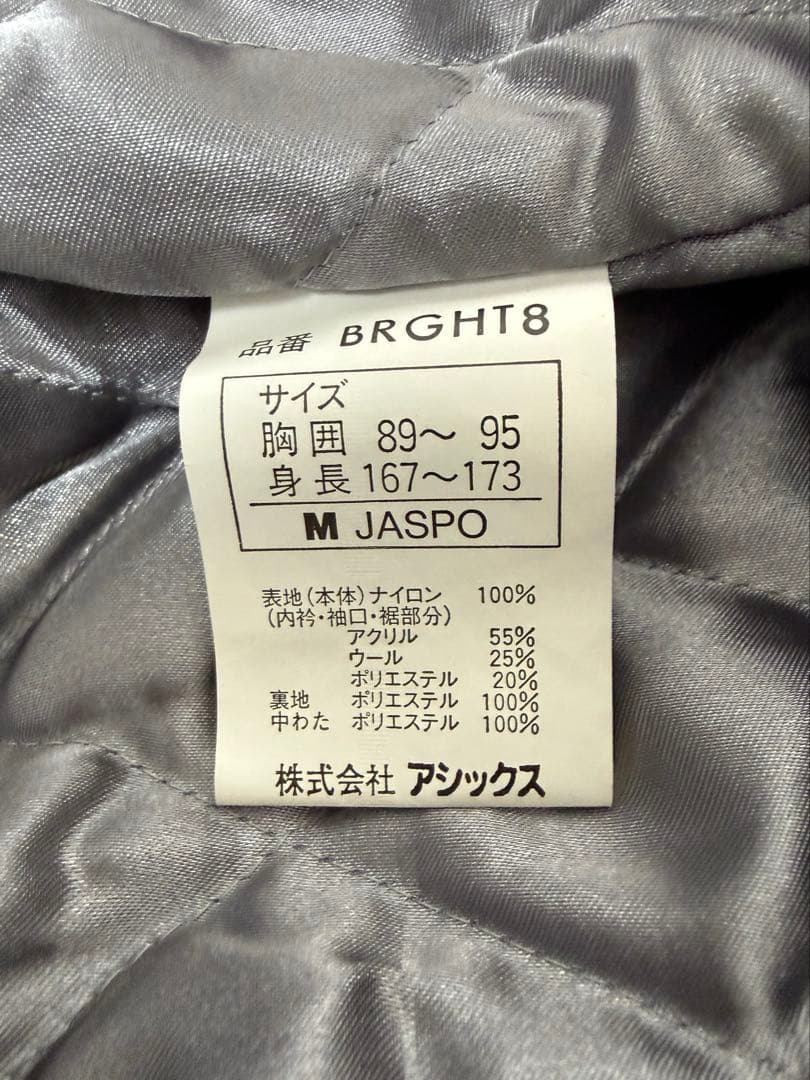 品番 BRGHT8
サイズ
胸囲 89～ 95
身長 167～173
M JASPO
表地(本体)ナイロン 100%
(内衿・袖口・裾部分)
アクリル 55%
ウール 25%
ポリエステル 20%
裏地 ポリエステル 100%
中わた ポリエステル 100%
株式会社 アシックス